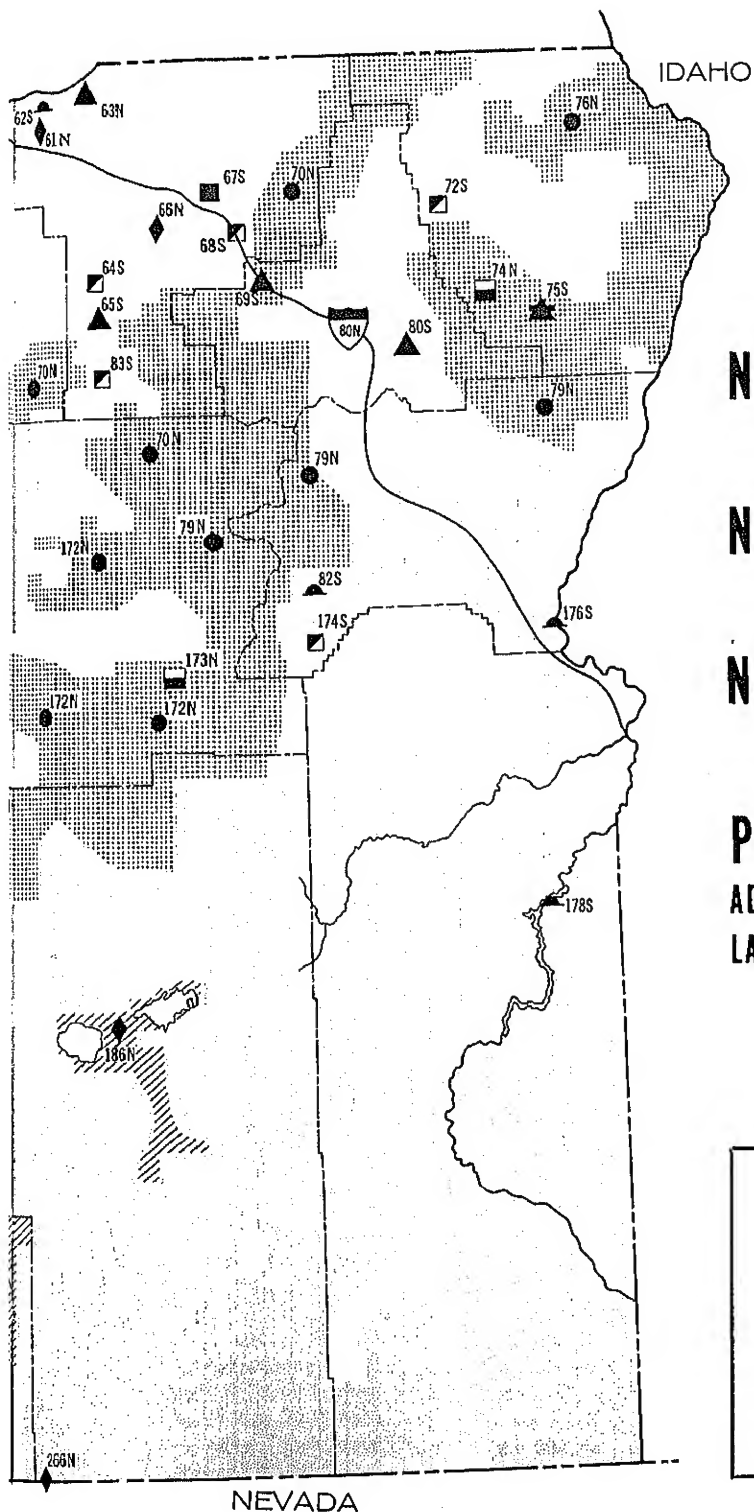 IDAHO
76N
63N
62S
61N
67S
70N
72S
66N
68S
64S
74N
75S
69S
65S
80N
80S
70N
83S
79N
70N
79N
79N
172N
82S
176S
174S
173N
172N
172N
178S
186N
266N
NEVADA
N
N
N
P
AD
LA